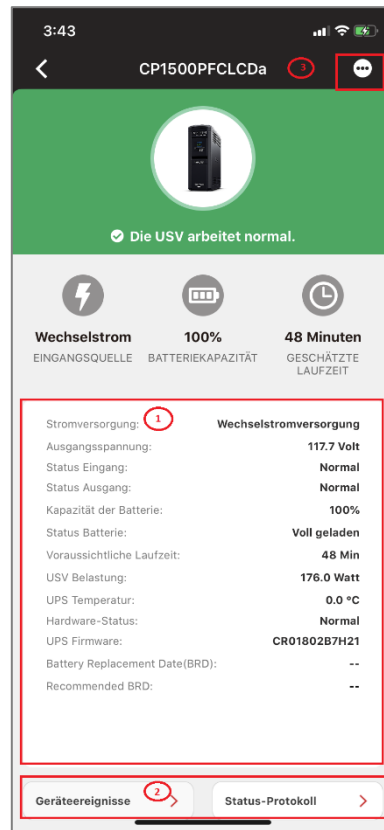 3:43
CP1500PFCLCDa
3
Die USV arbeitet normal.
Wechselstrom 100% 48 Minuten
EINGANGSQUELLE BATTERIEKAPAZITÄT GESCHÄTZTE
LAUFZEIT
Stromversorgung: 1 Wechselstromversorgung
Ausgangsspannung: 117.7 Volt
Status Eingang: Normal
Status Ausgang: Normal
Kapazität der Batterie: 100%
Status Batterie: Voll geladen
Voraussichtliche Laufzeit: 48 Min
USV Belastung: 176.0 Watt
UPS Temperatur: 0.0 °C
Hardware-Status: Normal
UPS Firmware: CR01802B7H21
Battery Replacement Date(BRD): --
Recommended BRD: --
Geräteereignisse 2 Status-Protokoll